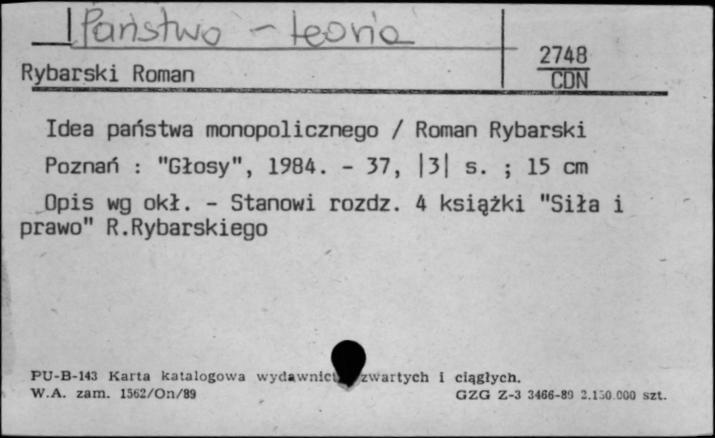 Państwo - teoria
2748
CDN
Rybarski Roman
Idea państwa monopolicznego / Roman Rybarski
Poznań : "Głosy", 1984. - 37, |3| s. ; 15 cm
Opis wg okł. - Stanowi rozdz. 4 książki "Siła i
prawo" R.Rybarskiego
PU-B-143 Karta katalogowa wydawnictw zwartych i ciągłych.
W.A. zam. 1562/On/89 GZG Z-3 3466-89 2.150.000 szt.